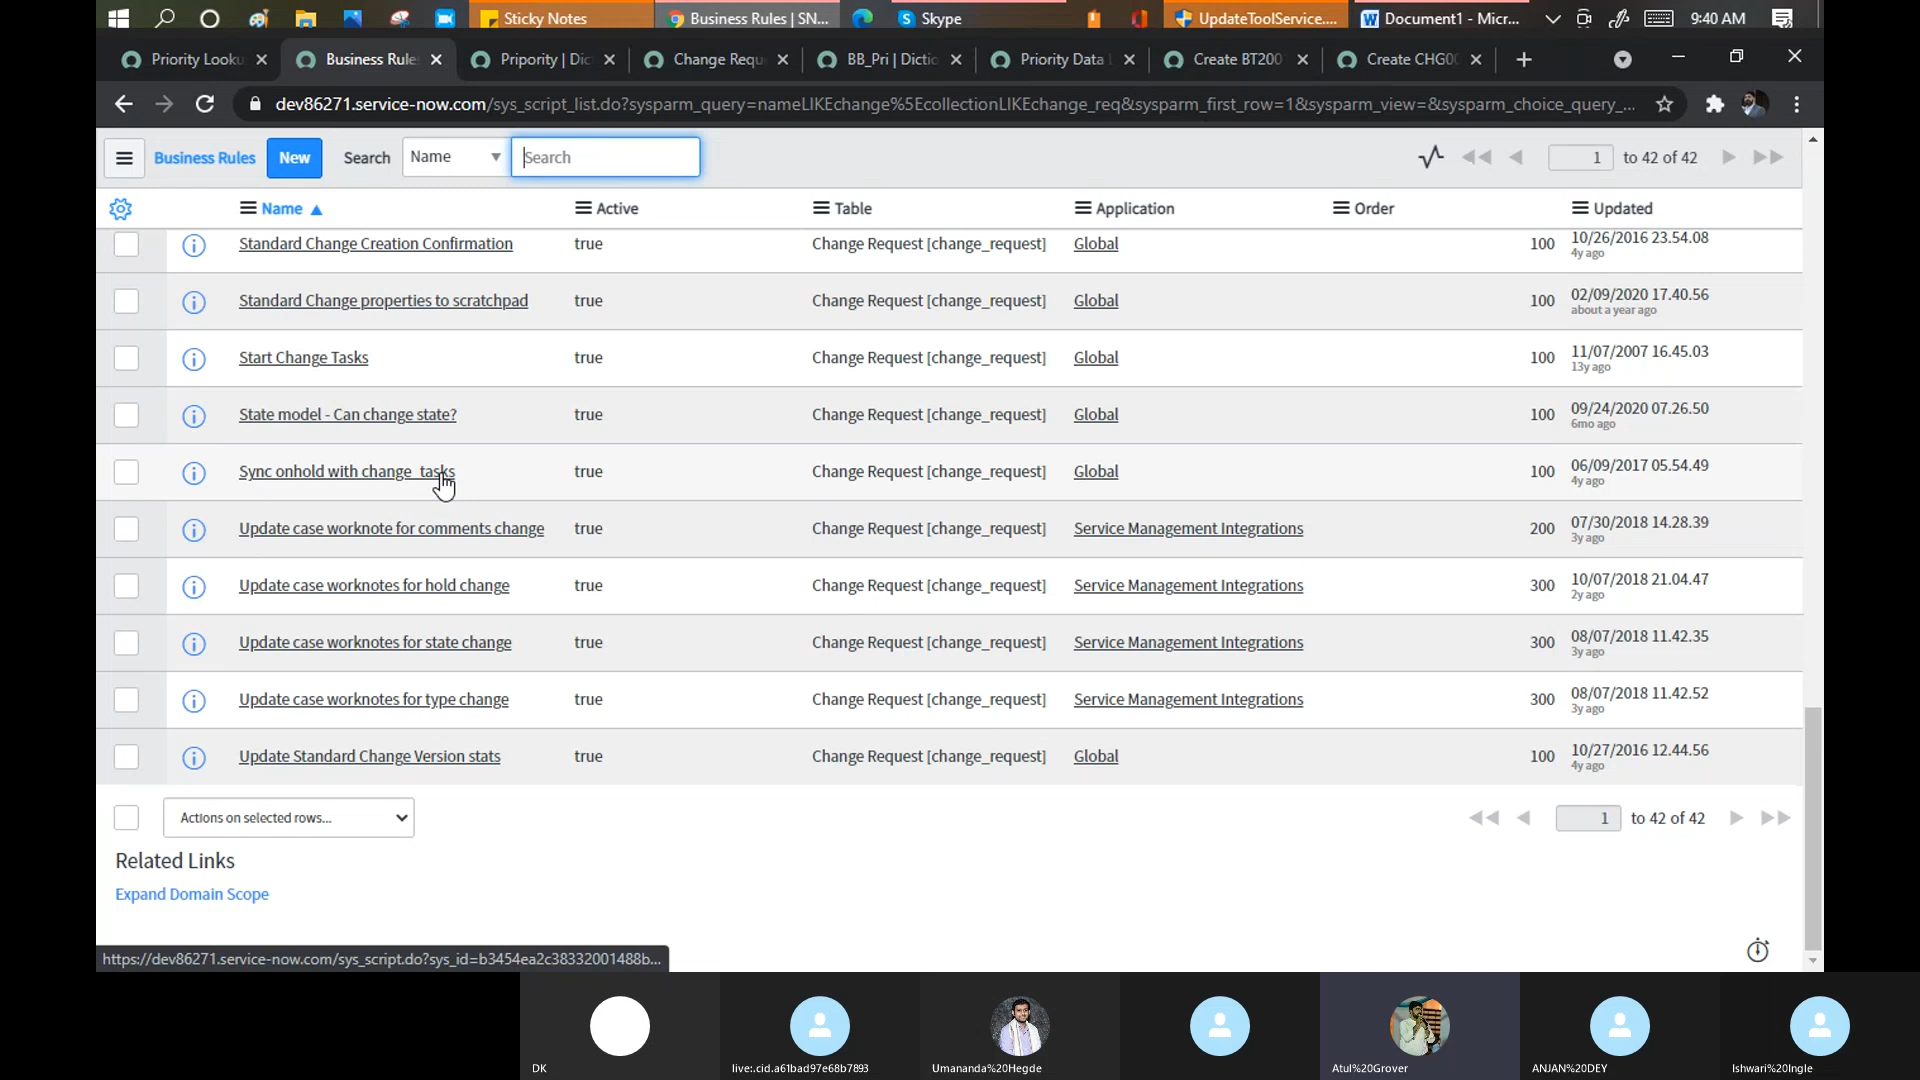 Sticky Notes
Business Rules | SN...
Skype
UpdateToolService....
Document1 - Micr...
9:40 AM
Priority Looku
Business Rule
Pripority | Dic
Change Requ
BB_Pri | Dictio
Priority Data
Create BT200
Create CHG00
dev86271.service-now.com/sys_script_list.do?sysparm_query=nameLIKEchange%5EcollectionLIKEchange_req&sysparm_first_row=1&sysparm_view=&sysparm_choice_query_...
Business Rules New Search Name Search 1 to 42 of 42
Name Active Table Application Order Updated
Standard Change Creation Confirmation true Change Request [change_request] Global 100 10/26/2016 23.54.08
4y ago
Standard Change properties to scratchpad true Change Request [change_request] Global 100 02/09/2020 17.40.56
about a year ago
Start Change Tasks true Change Request [change_request] Global 100 11/07/2007 16.45.03
13y ago
State model - Can change state? true Change Request [change_request] Global 100 09/24/2020 07.26.50
6mo ago
Sync onhold with change_tasks true Change Request [change_request] Global 100 06/09/2017 05.54.49
4y ago
Update case worknote for comments change true Change Request [change_request] Service Management Integrations 200 07/30/2018 14.28.39
3y ago
Update case worknotes for hold change true Change Request [change_request] Service Management Integrations 300 10/07/2018 21.04.47
2y ago
Update case worknotes for state change true Change Request [change_request] Service Management Integrations 300 08/07/2018 11.42.35
3y ago
Update case worknotes for type change true Change Request [change_request] Service Management Integrations 300 08/07/2018 11.42.52
3y ago
Update Standard Change Version stats true Change Request [change_request] Global 100 10/27/2016 12.44.56
4y ago
Actions on selected rows... 1 to 42 of 42
Related Links
Expand Domain Scope
https://dev86271.service-now.com/sys_script.do?sys_id=b3454ea2c38332001488b...
DK
live:.cid.a61bad97e68b7893
Umananda%20Hegde
Atul%20Grover
ANJAN%20DEY
Ishwari%20Ingle